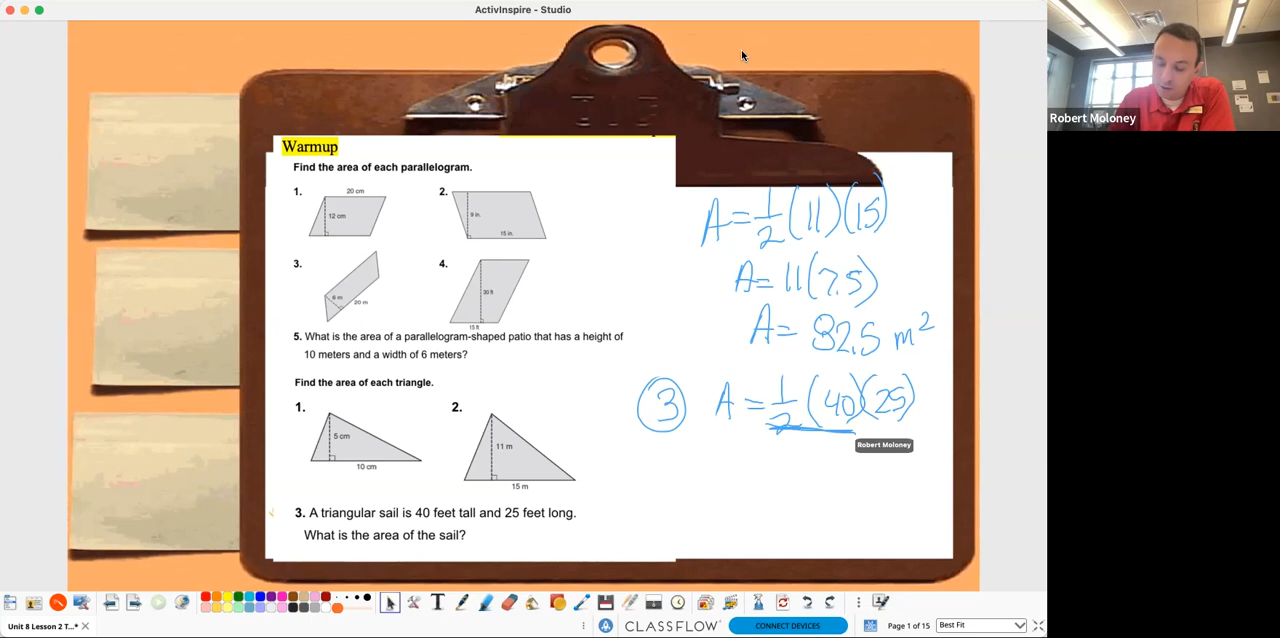 ActivInspire - Studio
Robert Moloney
Warmup
Find the area of each parallelogram.
1.
20 cm
12 cm
2.
9 in.
15 in.
3.
6 m
20 m
4.
30 ft
15 ft
5. What is the area of a parallelogram-shaped patio that has a height of
10 meters and a width of 6 meters?
Find the area of each triangle.
1.
5 cm
10 cm
2.
11 m
15 m
3. A triangular sail is 40 feet tall and 25 feet long.
What is the area of the sail?
A = 1/2 (11)(15)
A = 11(7.5)
A = 82.5 m²
3 A = 1/2 (40)(25)
Robert Moloney
CLASSFLOW
CONNECT DEVICES
Page 1 of 15
Best Fit
Unit 8 Lesson 2 T...*